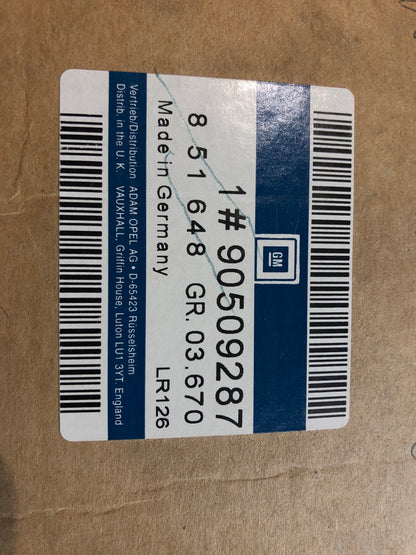 GM
1# 90509287
8 51 648 GR.03.670
Made in Germany LR126
Vertrieb/Distribution ADAM OPEL AG • D-65423 Rüsselsheim
Distrib. in the U. K. VAUXHALL, Griffin House, Luton LU1 3YT. England